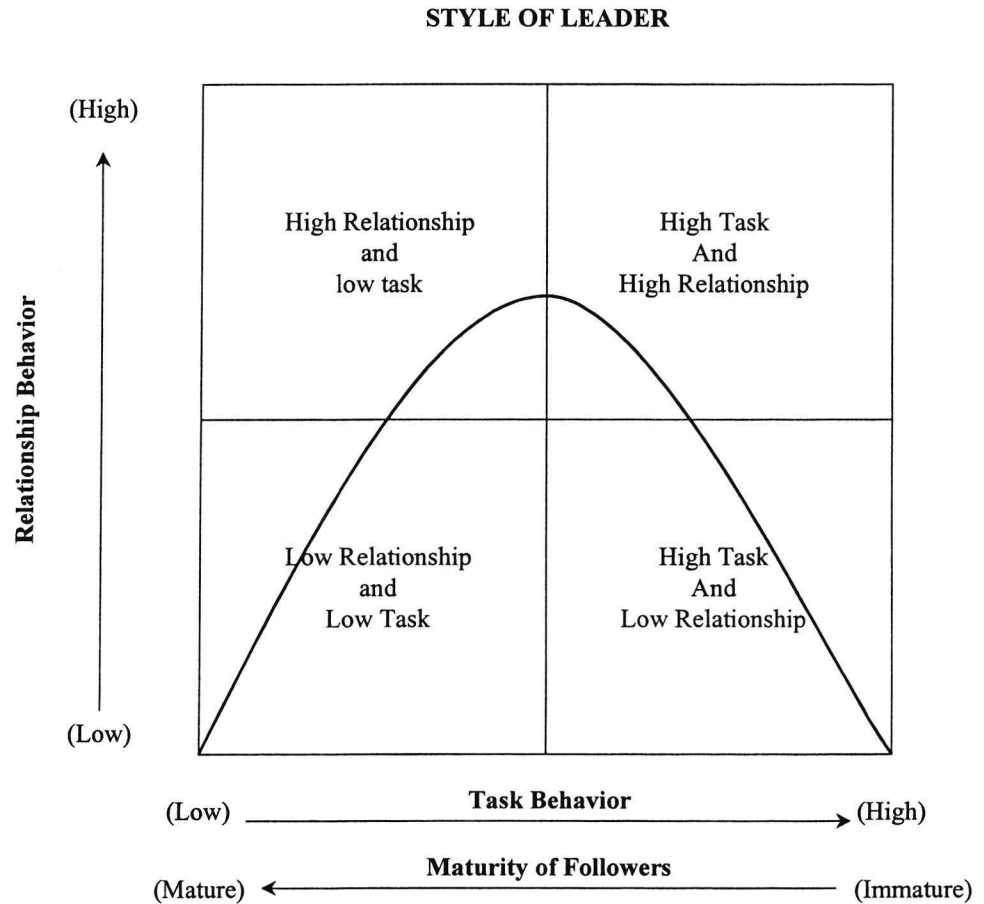 STYLE OF LEADER
(High)
High Relationship
and
low task
High Task
And
High Relationship
Relationship Behavior
Low Relationship
and
Low Task
High Task
And
Low Relationship
(Low)
(Low)
Task Behavior
(High)
Maturity of Followers
(Mature)
(Immature)